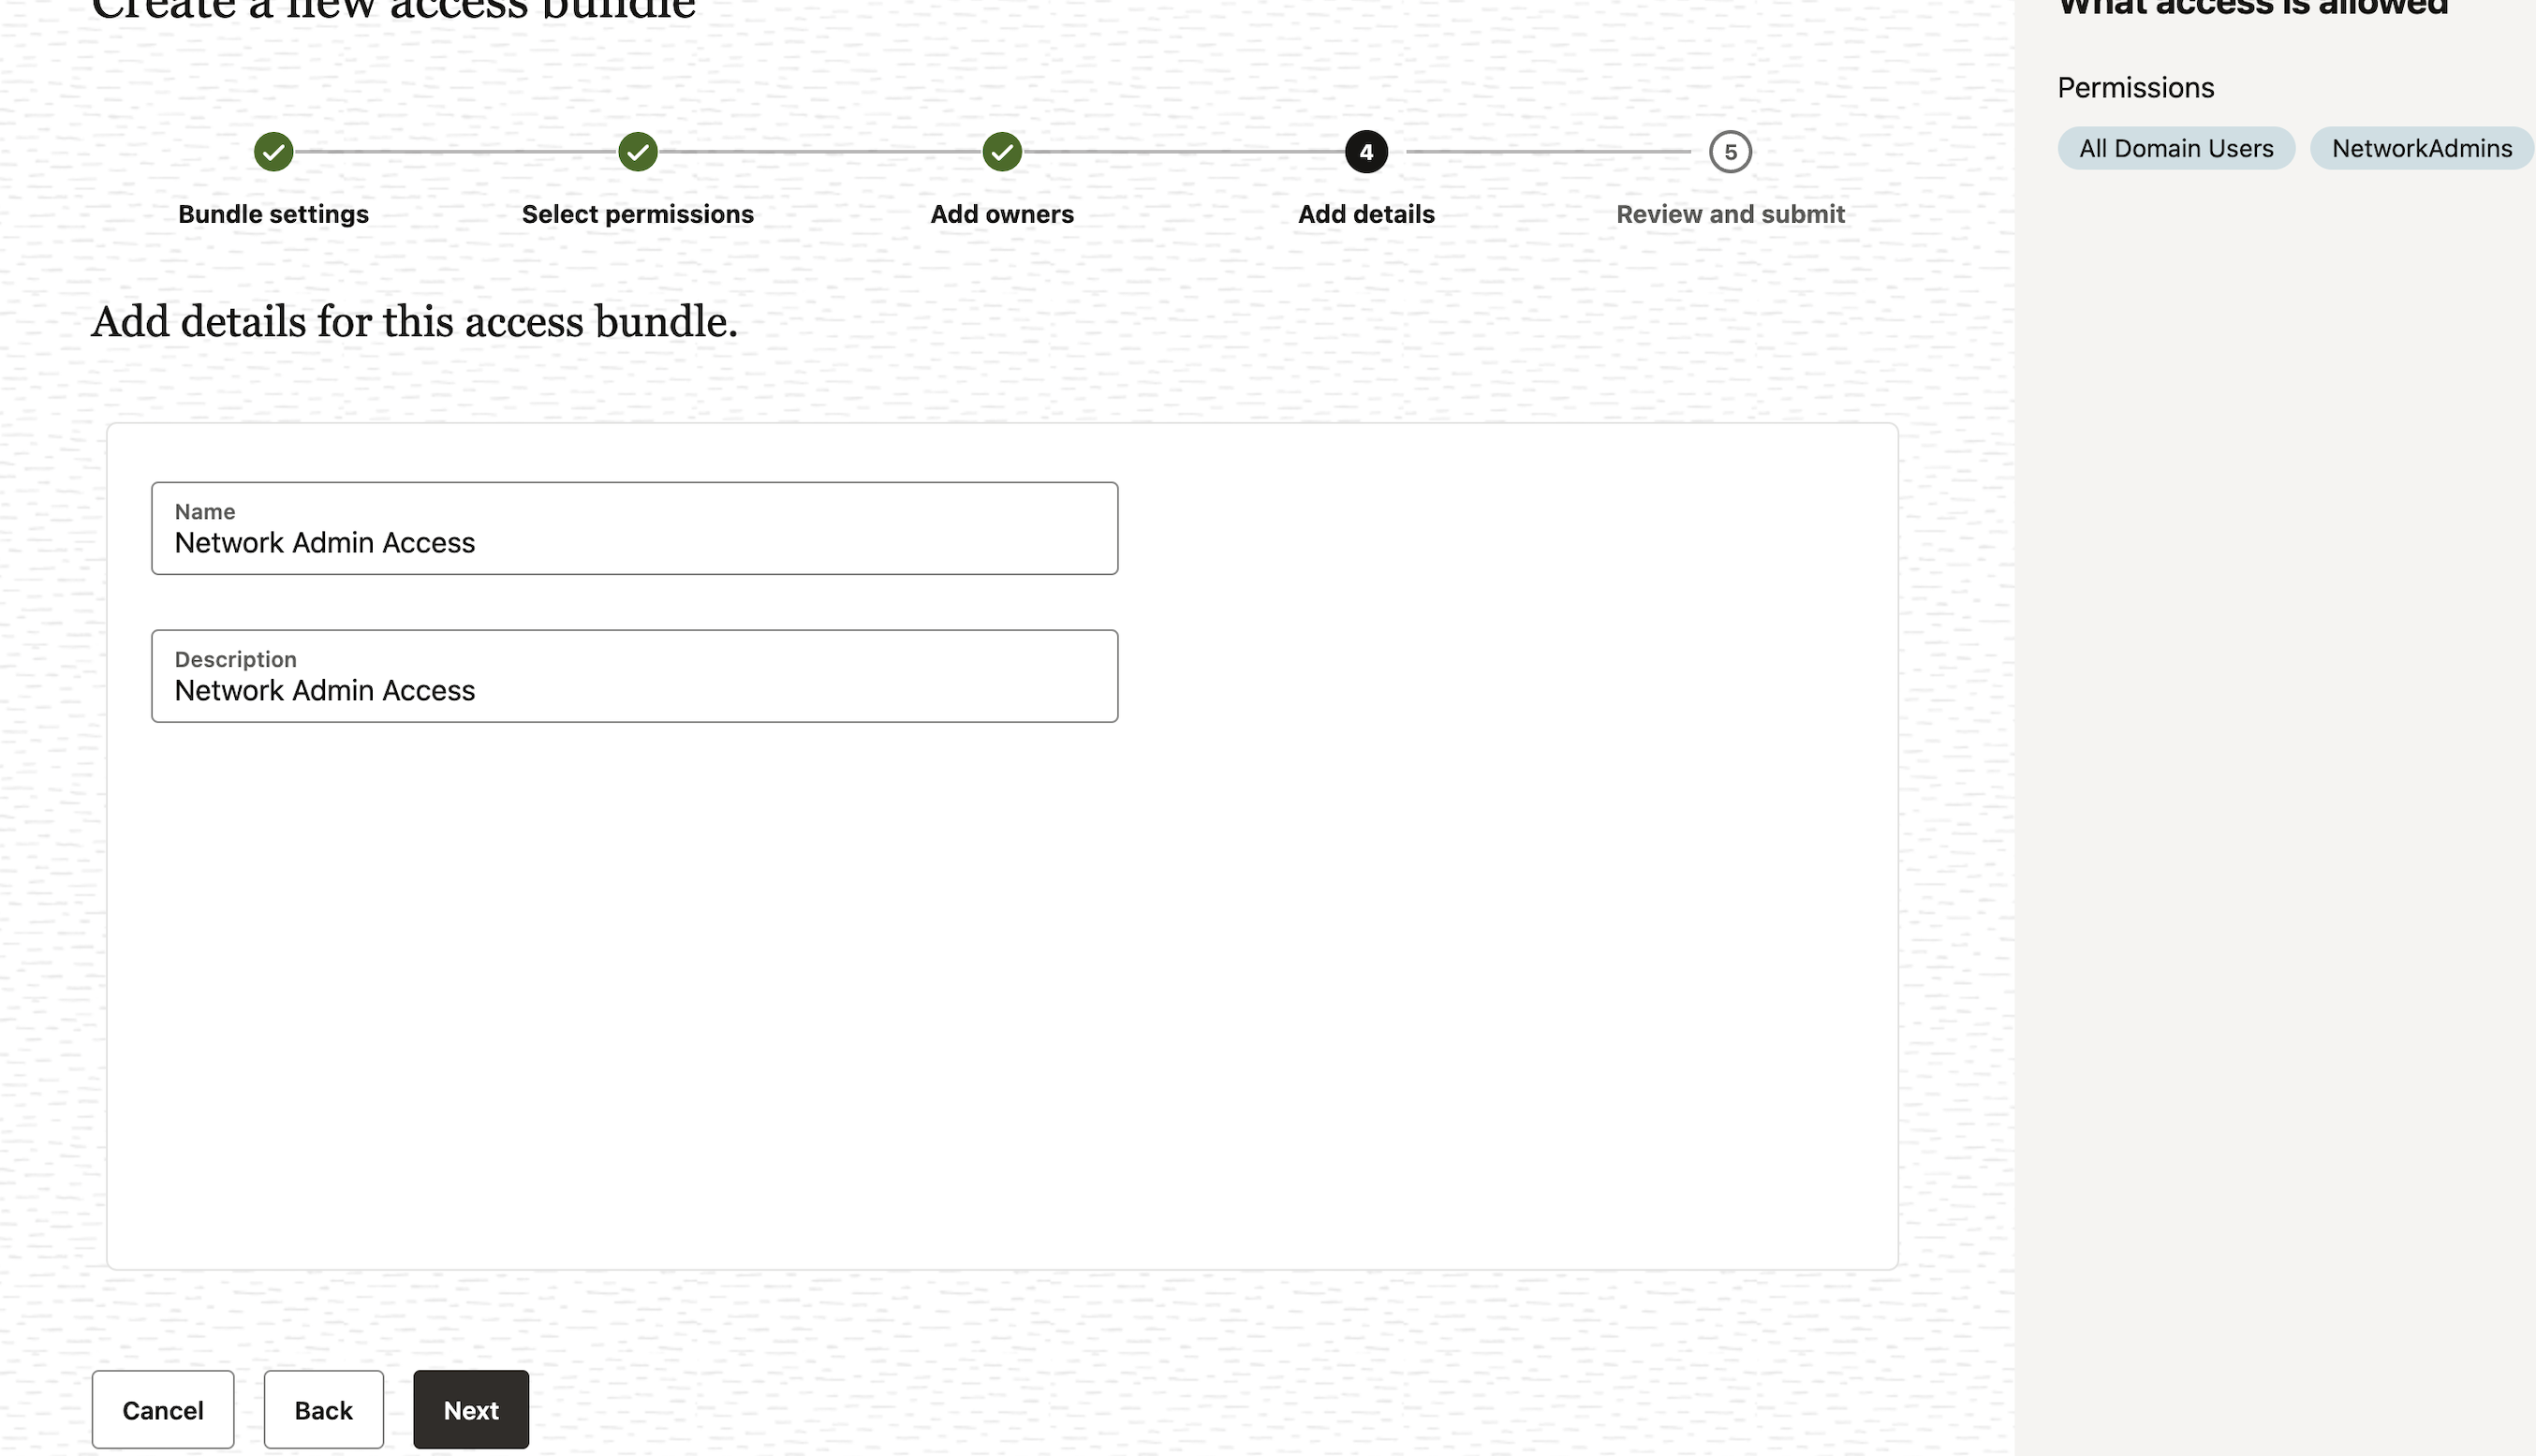 Create a new access bundle
4
5
Bundle settings
Select permissions
Add owners
Add details
Review and submit
Add details for this access bundle.
Name
Network Admin Access
Description
Network Admin Access
Cancel
Back
Next
What access is allowed
Permissions
All Domain Users
NetworkAdmins